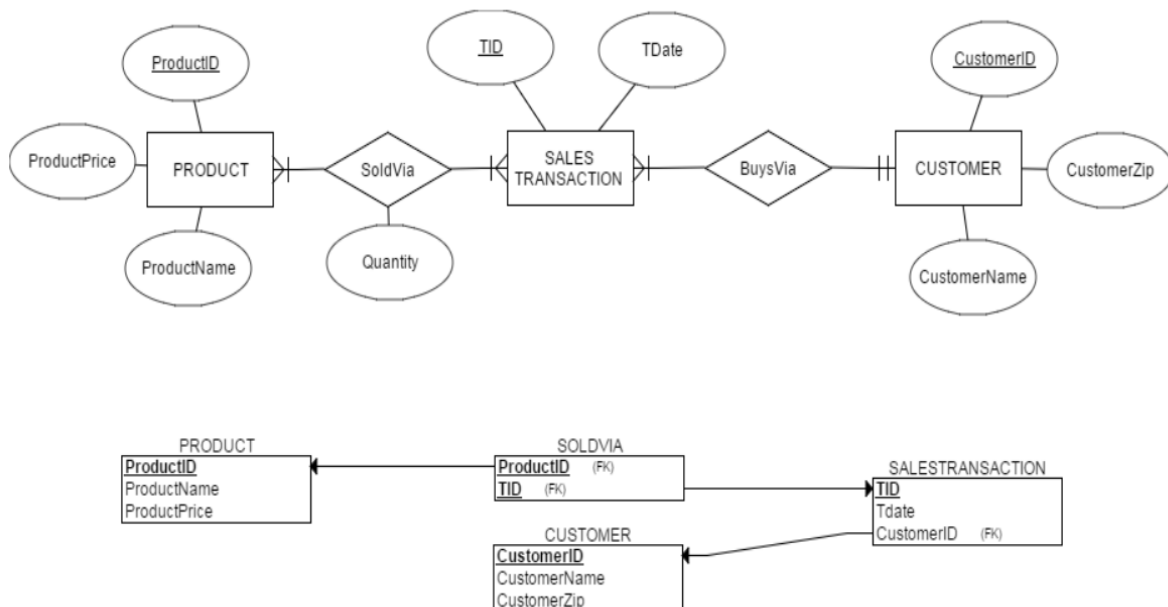 ProductID
TID
TDate
CustomerID
ProductPrice
PRODUCT
SoldVia
SALES
TRANSACTION
BuysVia
CUSTOMER
CustomerZip
ProductName
Quantity
CustomerName
PRODUCT
ProductID
ProductName
ProductPrice
SOLDVIA
ProductID (FK)
TID (FK)
SALESTRANSACTION
TID
Tdate
CustomerID (FK)
CUSTOMER
CustomerID
CustomerName
CustomerZip